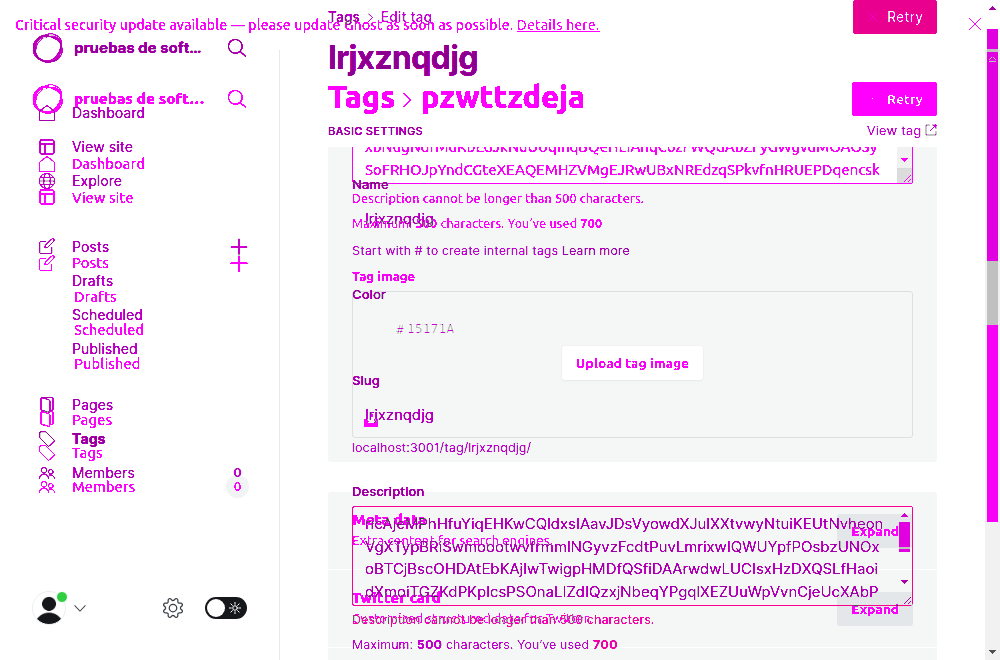 Critical security update available — please update Ghost as soon as possible. Details here.
Tags > Edit tag
Retry
pruebas de soft...
lrjxznqdjg
pruebas de soft...
Tags > pzwttzdeja
Retry
Dashboard
BASIC SETTINGS
View tag
View site
Dashboard
SoFRHOJpYndCGteXEAQEMHZVMgEJRwUBxNREdzqSPkvfnHRUEPDqencsk
Explore
Name
View site
Description cannot be longer than 500 characters.
lrjxznqdjg
Maximum: 500 characters. You've used 700
Posts
Start with # to create internal tags Learn more
Posts
Tag image
Drafts
Color
Drafts
Scheduled
# 15171A
Scheduled
Published
Upload tag image
Published
Slug
Pages
lrjxznqdjg
Pages
Tags
localhost:3001/tag/lrjxznqdjg/
Tags
Members 0
Members 0
Description
Meta data
Expand
Extra content for search engines
VgXTypBRiSwmoootwvfrmmINGyvzFcdtPuvLmrixwIQWUYpfPOsbzUNOx
oBTCjBscOHDAtEbKAjlwTwigpHMDfQSfiDAArwdwLUClsxHzDXQSLfHaoi
Twitter card
Expand
Description cannot be longer than 500 characters.
Maximum: 500 characters. You've used 700